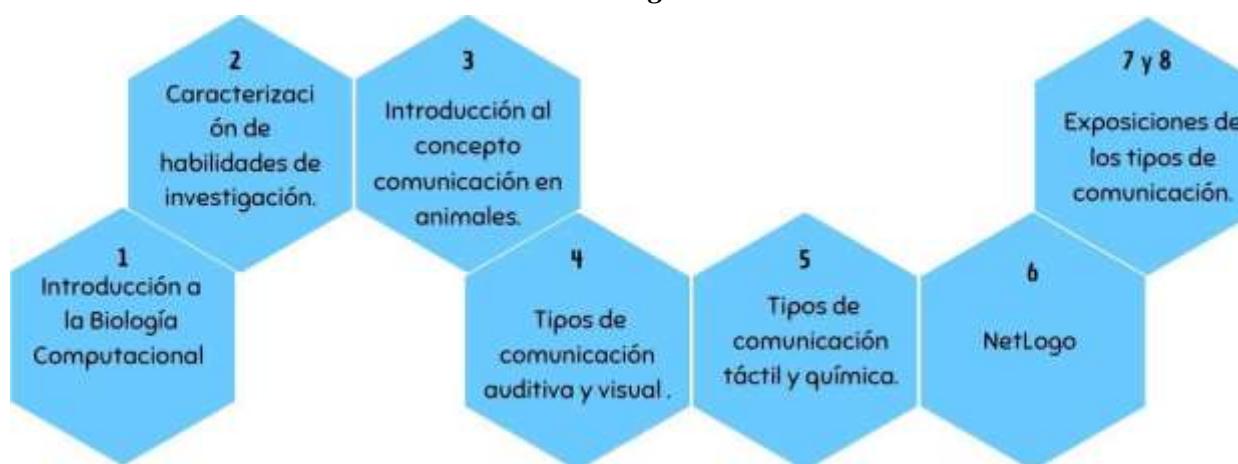 1
Introducción a
la Biología
Computacional
2
Caracterizaci
ón de
habilidades de
investigación.
3
Introducción al
concepto
comunicación en
animales.
4
Tipos de
comunicación
auditiva y visual .
5
Tipos de
comunicación
táctil y química.
6
NetLogo
7 y 8
Exposiciones de
los tipos de
comunicación.